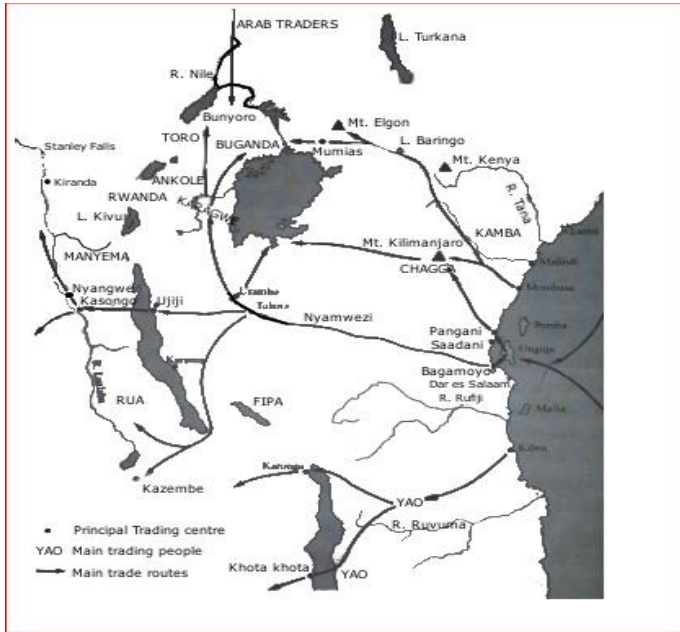 ARAB TRADERS
L. Turkana
R. Nile
Bunyoro
Mt. Elgon
TORO
BUGANDA
Mumias
L. Baringo
Stanley Falls
Mt. Kenya
Kiranda
ANKOLE
RWANDA
R. Tana
L. Kivu
KAMBA
Lamu
MANYEMA
Mt. Kilimanjaro
CHAGGA
Malindi
Mombasa
Nyangwe
Kasongo
Ujiji
Nyamwezi
Pangani
Pemba
Saadani
Unguja
Bagamoyo
Dar es Salaam
R. Rufiji
RUA
FIPA
Mafia
Kilwa
Kazembe
YAO
R. Ruvuma
Khota khota
YAO
Principal Trading centre
YAO Main trading people
Main trade routes